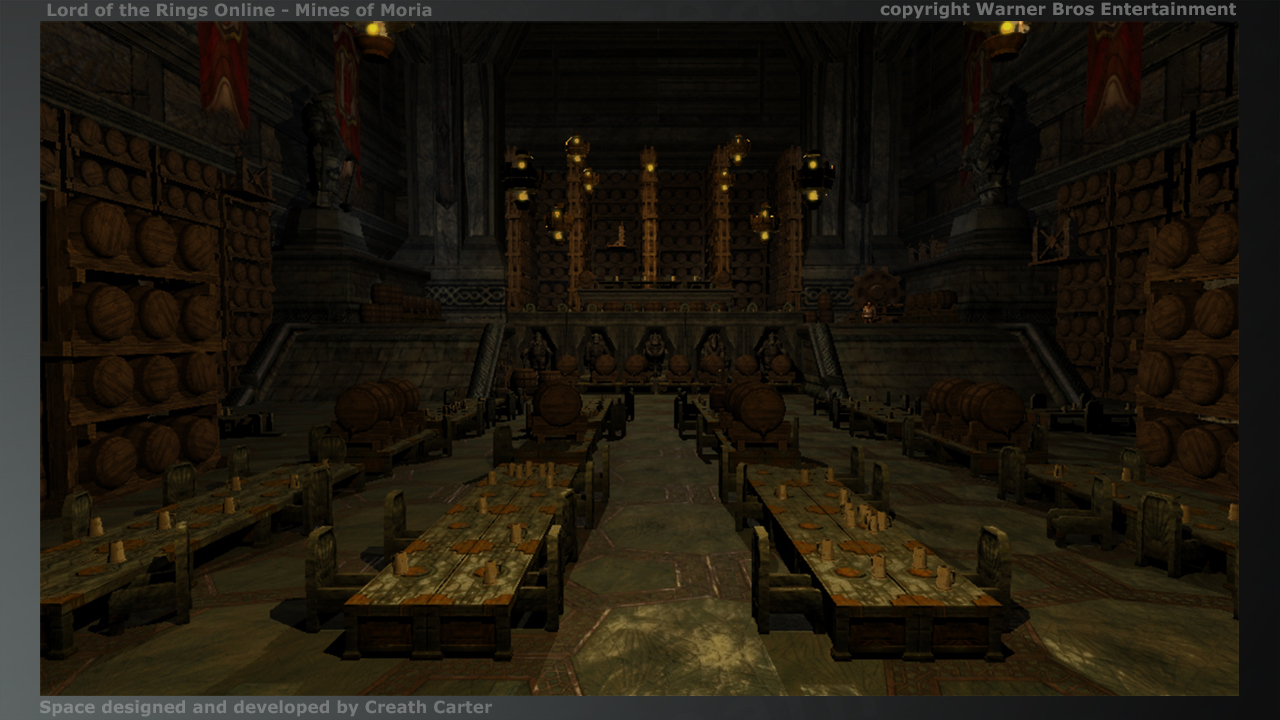 Lord of the Rings Online - Mines of Moria
copyright Warner Bros Entertainment
Space designed and developed by Creath Carter